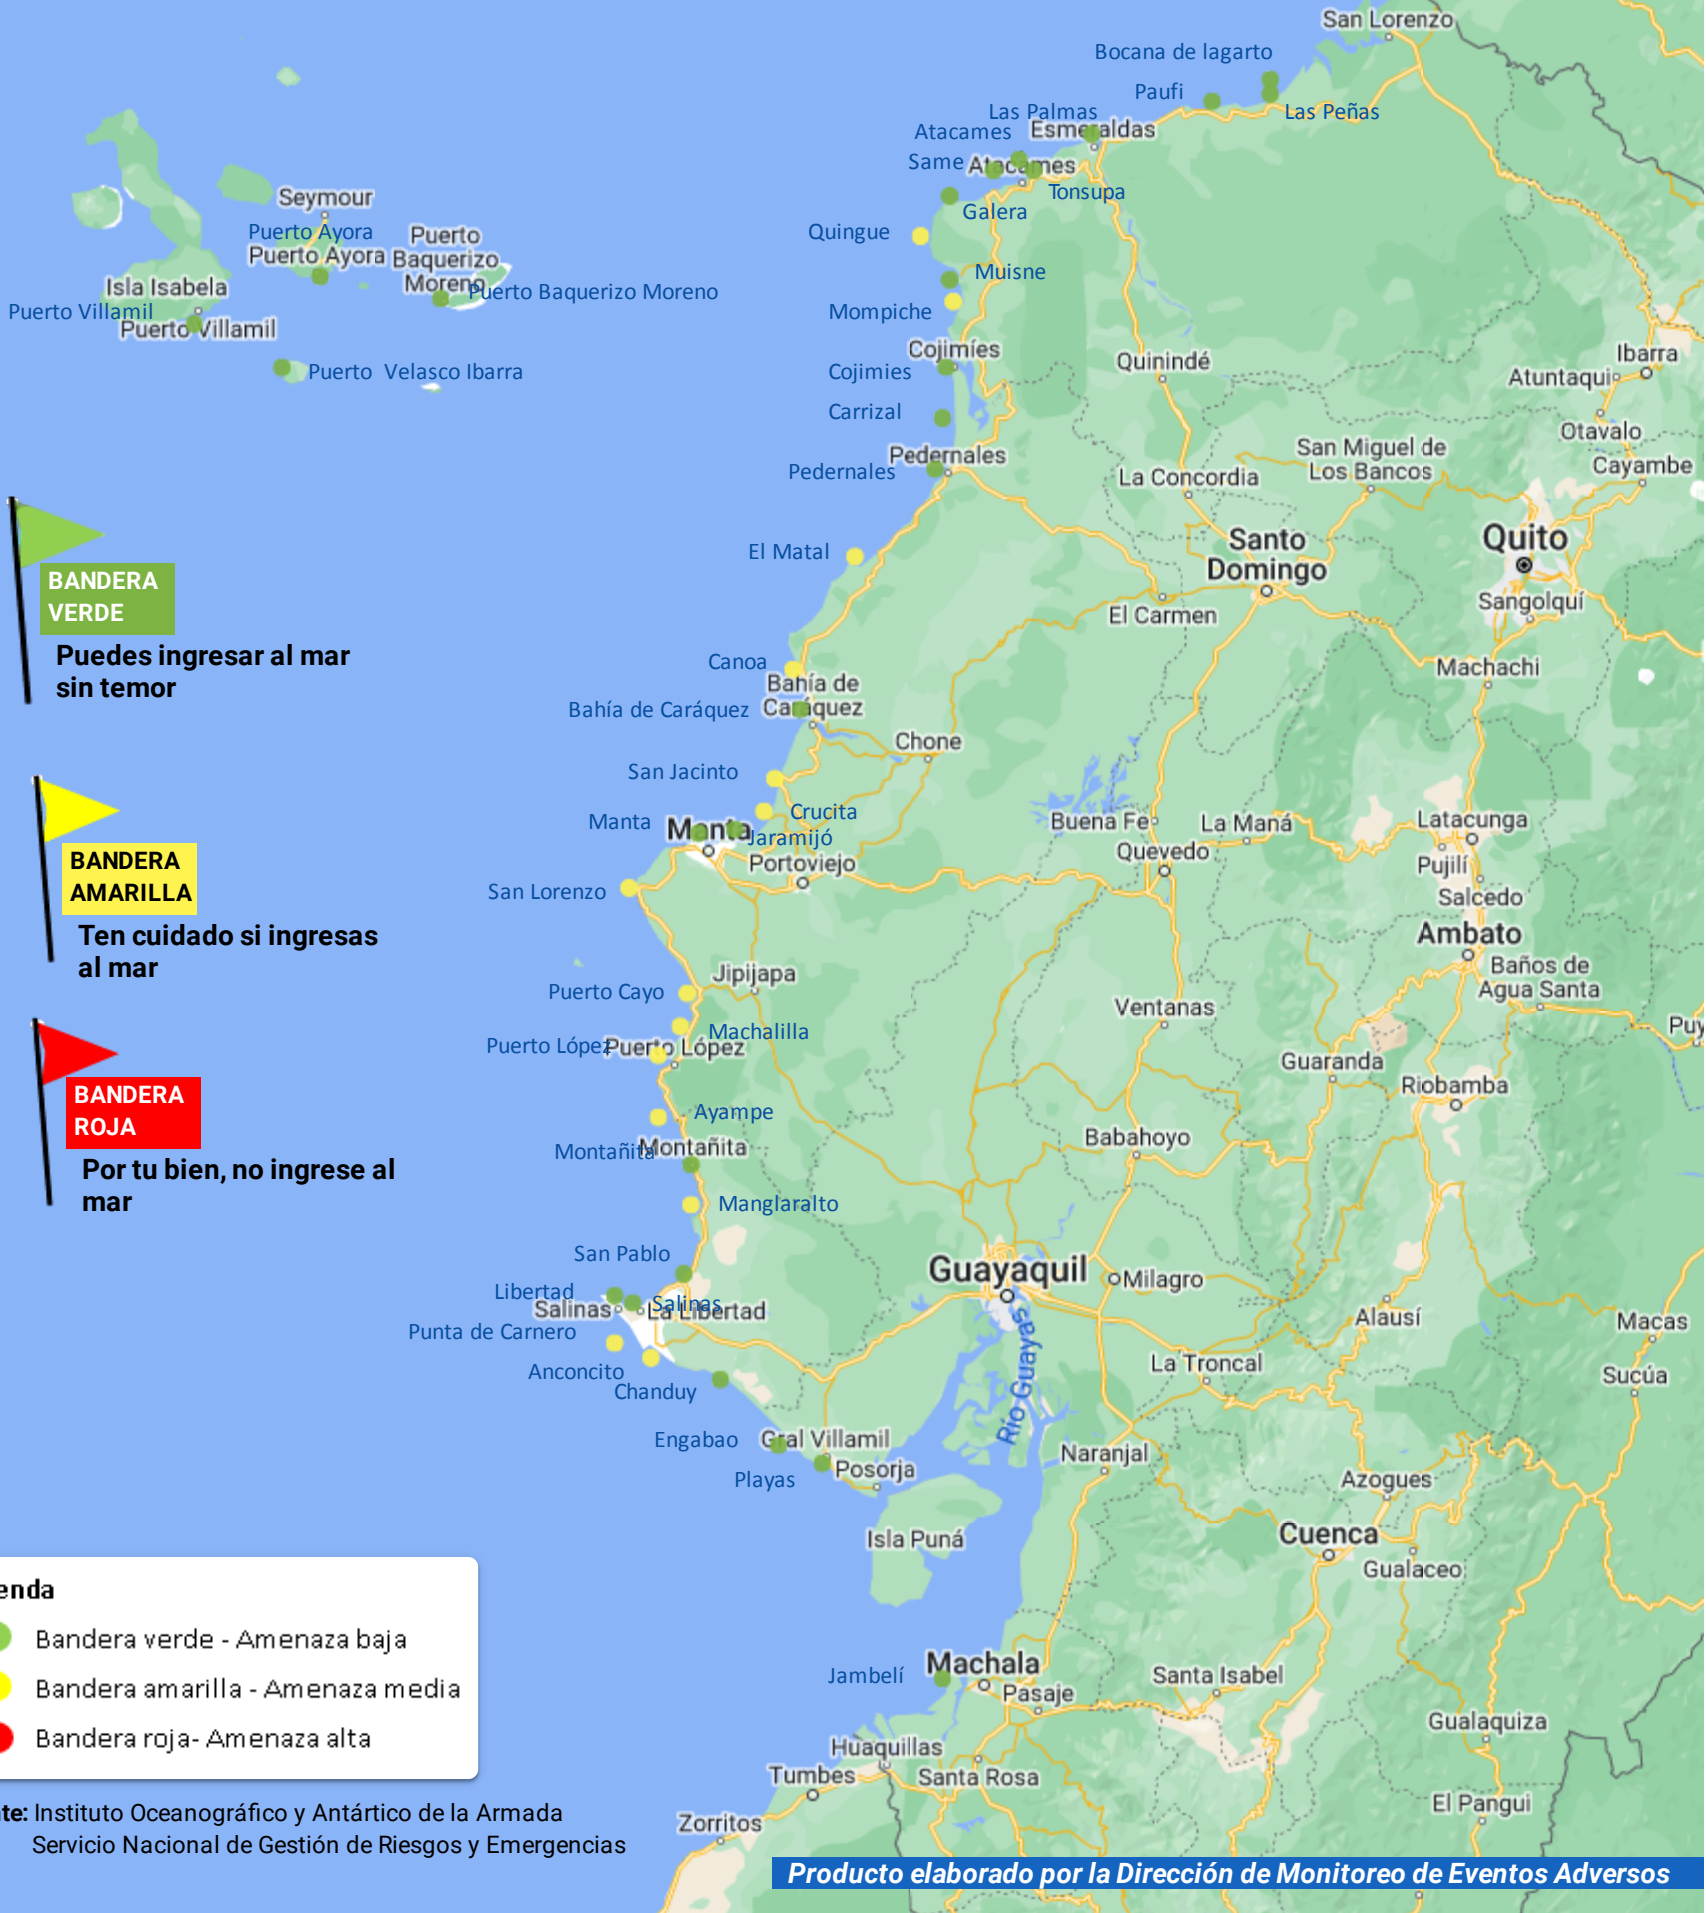 San Lorenzo
Bocana de lagarto
Paufi
Las Peñas
Las Palmas
Atacames
Esmeraldas
Same
Atacames
Tonsupa
Galera
Quingue
Muisne
Mompiche
Seymour
Puerto Ayora
Puerto Ayora
Puerto
Baquerizo
Moreno
Puerto Baquerizo Moreno
Isla Isabela
Puerto Villamil
Puerto Villamil
Puerto Velasco Ibarra
Cojimíes
Cojimies
Carrizal
Pedernales
Pedernales
Quinindé
Ibarra
Atuntaqui
Otavalo
San Miguel de
Los Bancos
Cayambe
La Concordia
Santo
Domingo
Quito
El Carmen
Sangolquí
Machachi
El Matal
Canoa
Bahía de
Caráquez
Bahía de Caráquez
Chone
San Jacinto
Crucita
Manta
Manta
Jaramijó
Portoviejo
San Lorenzo
Buena Fe
La Maná
Quevedo
Latacunga
Pujilí
Salcedo
Ambato
Baños de
Agua Santa
Jipijapa
Puerto Cayo
Machalilla
Puerto López
Puerto López
Ventanas
Puy
Guaranda
Riobamba
Ayampe
Montañita
Montañita
Babahoyo
Manglaralto
San Pablo
Libertad
Salinas
Salinas
La Libertad
Punta de Carnero
Anconcito
Chanduy
Guayaquil
Milagro
Río Guayas
Alausí
Macas
La Troncal
Sucúa
Engabao
Gral Villamil
Playas
Posorja
Naranjal
Azogues
Isla Puná
Cuenca
Gualaceo
Jambelí
Machala
Pasaje
Santa Isabel
Gualaquiza
Huaquillas
Tumbes
Santa Rosa
El Pangui
Zorritos
BANDERA
VERDE
Puedes ingresar al mar
sin temor
BANDERA
AMARILLA
Ten cuidado si ingresas
al mar
BANDERA
ROJA
Por tu bien, no ingrese al
mar
enda
Bandera verde - Amenaza baja
Bandera amarilla - Amenaza media
Bandera roja- Amenaza alta
te: Instituto Oceanográfico y Antártico de la Armada
Servicio Nacional de Gestión de Riesgos y Emergencias
Producto elaborado por la Dirección de Monitoreo de Eventos Adversos